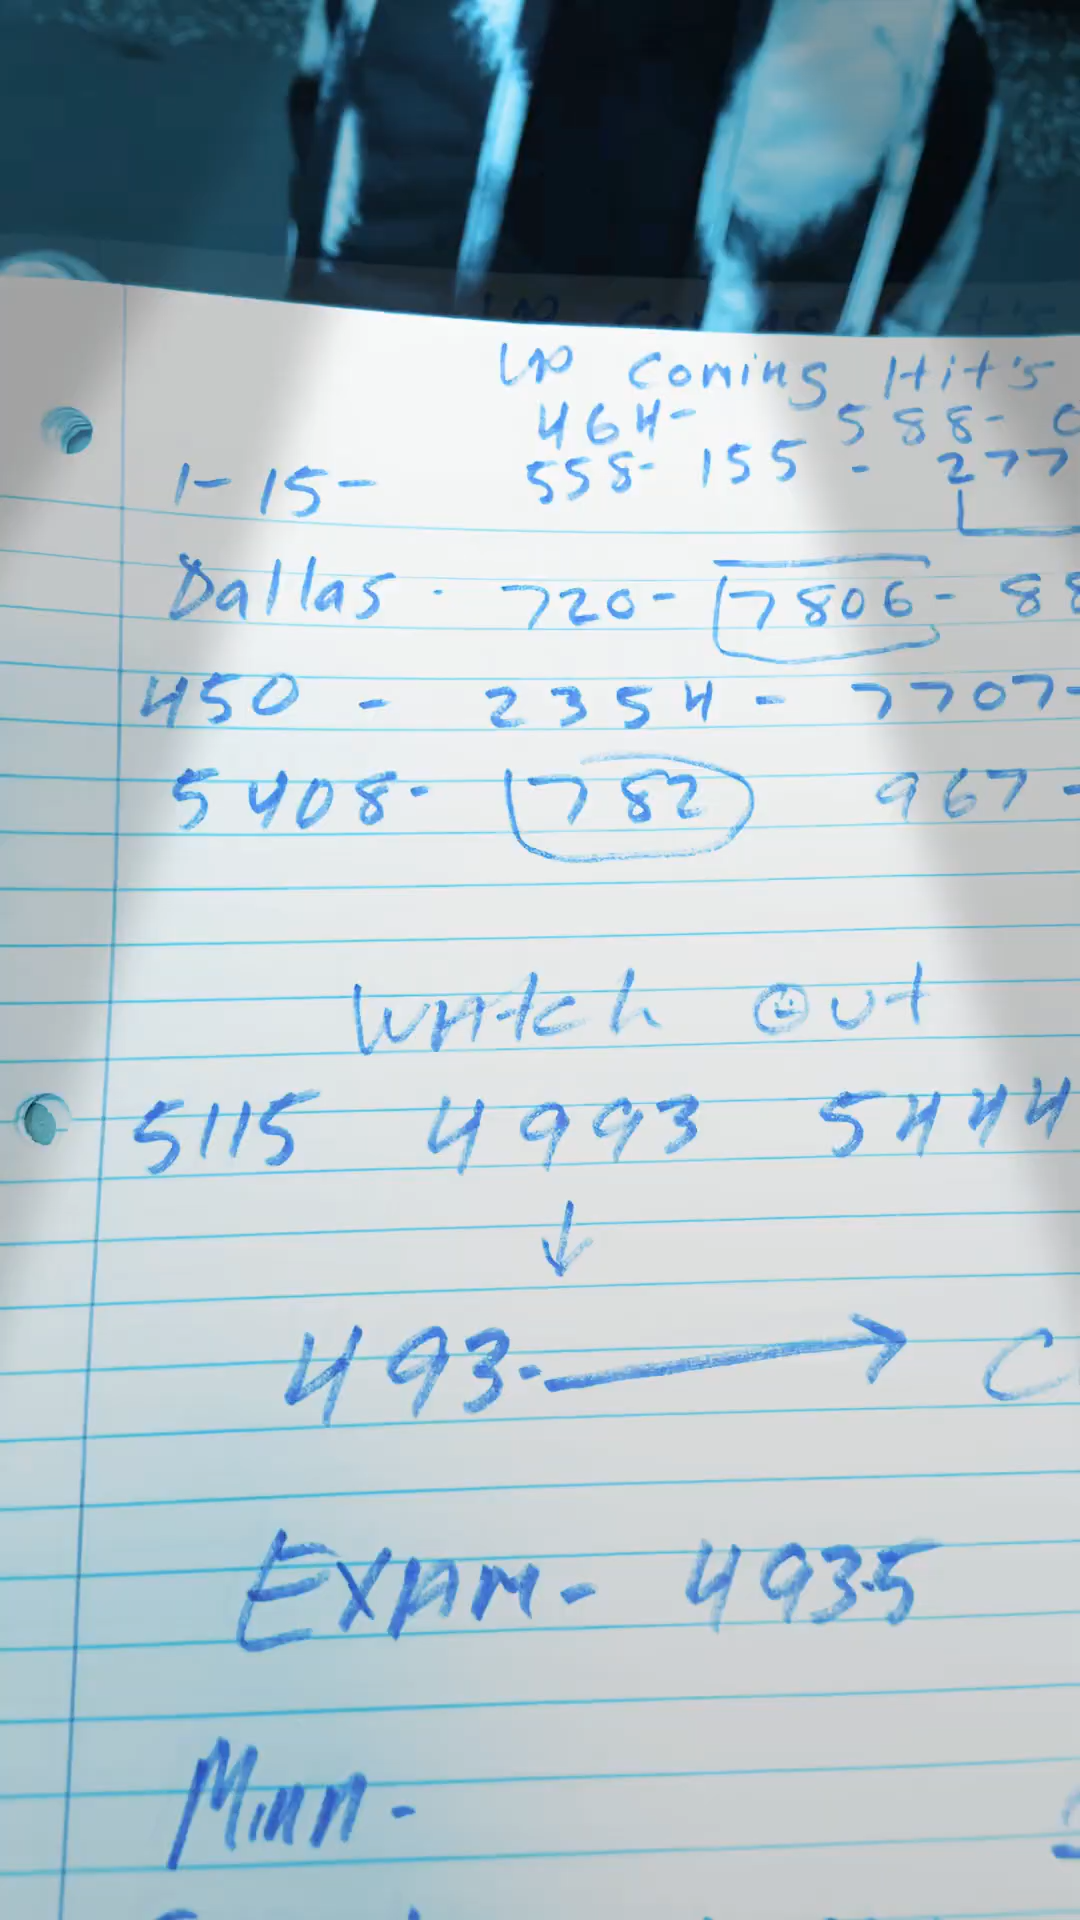 Up Coming Hit's
464- 588-
1-15- 558- 155 - 277
Dallas. 720- 7806- 88
450 - 2354 - 7707-
5408- 782 967-
Watch Out
5115 4993 5444
↓
493- →
EXAM- 4935
Minn-